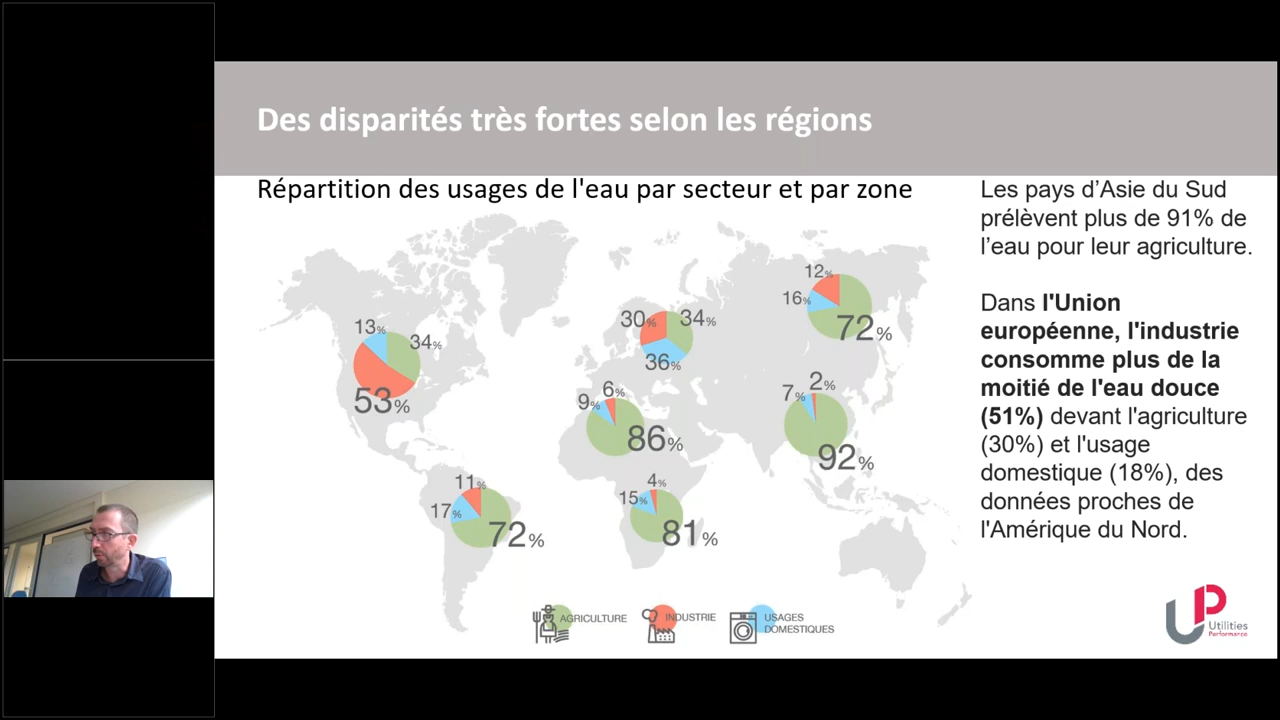 Des disparités très fortes selon les régions
Répartition des usages de l'eau par secteur et par zone
13%
34%
53%
30%
34%
36%
12%
16%
72%
9%
6%
86%
7%
2%
92%
11%
17%
72%
4%
15%
81%
AGRICULTURE
INDUSTRIE
USAGES
DOMESTIQUES
Les pays d’Asie du Sud
prélèvent plus de 91% de
l’eau pour leur agriculture.
Dans l'Union
européenne, l'industrie
consomme plus de la
moitié de l'eau douce
(51%) devant l'agriculture
(30%) et l'usage
domestique (18%), des
données proches de
l'Amérique du Nord.
UP
Utilities
Performance